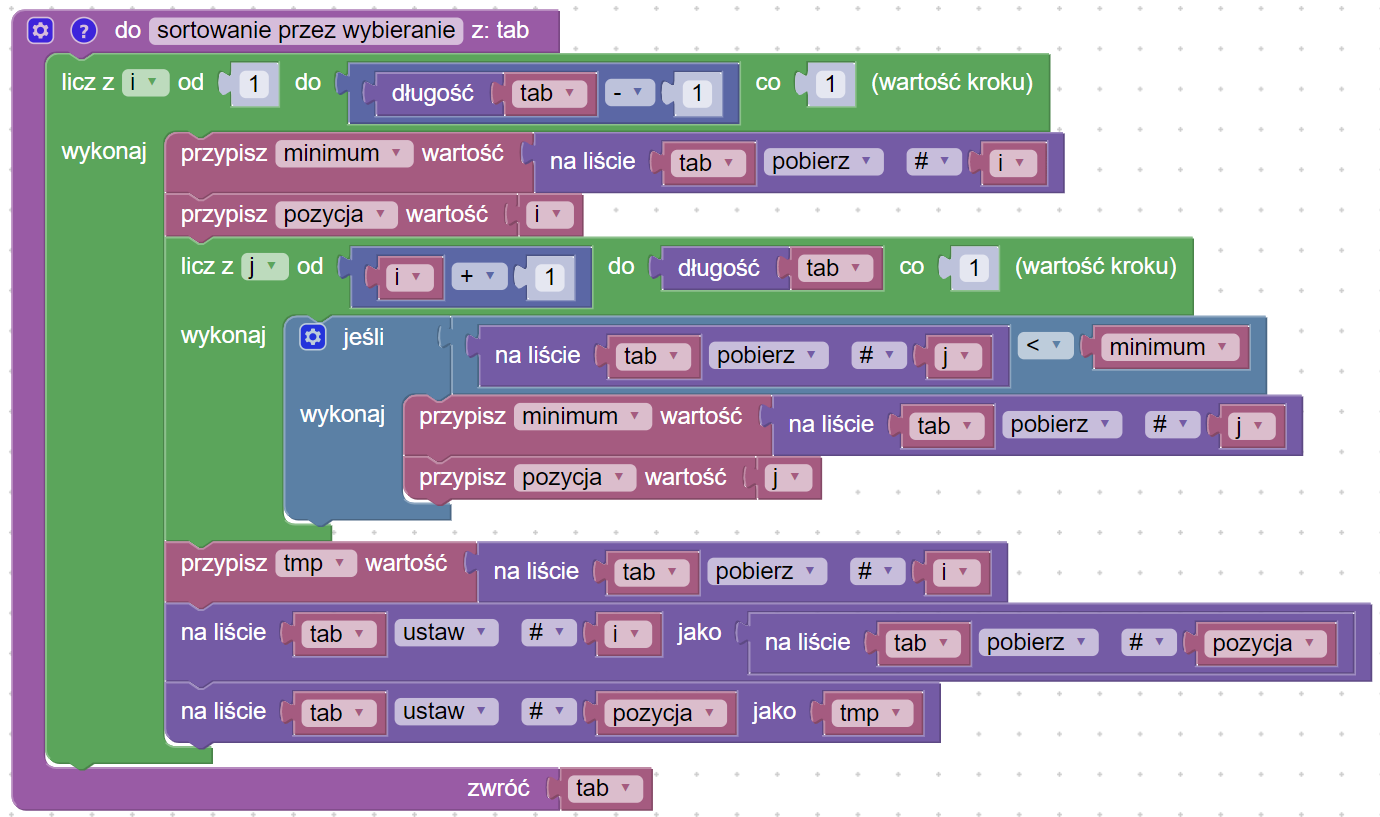 ? do sortowanie przez wybieranie z: tab
licz z i od 1 do długość tab - 1 co 1 (wartość kroku)
wykonaj przypisz minimum wartość na liście tab pobierz # i
przypisz pozycja wartość i
licz z j od i + 1 do długość tab co 1 (wartość kroku)
wykonaj jeśli na liście tab pobierz # j < minimum
wykonaj przypisz minimum wartość na liście tab pobierz # j
przypisz pozycja wartość j
przypisz tmp wartość na liście tab pobierz # i
na liście tab ustaw # i jako na liście tab pobierz # pozycja
na liście tab ustaw # pozycja jako tmp
zwróć tab